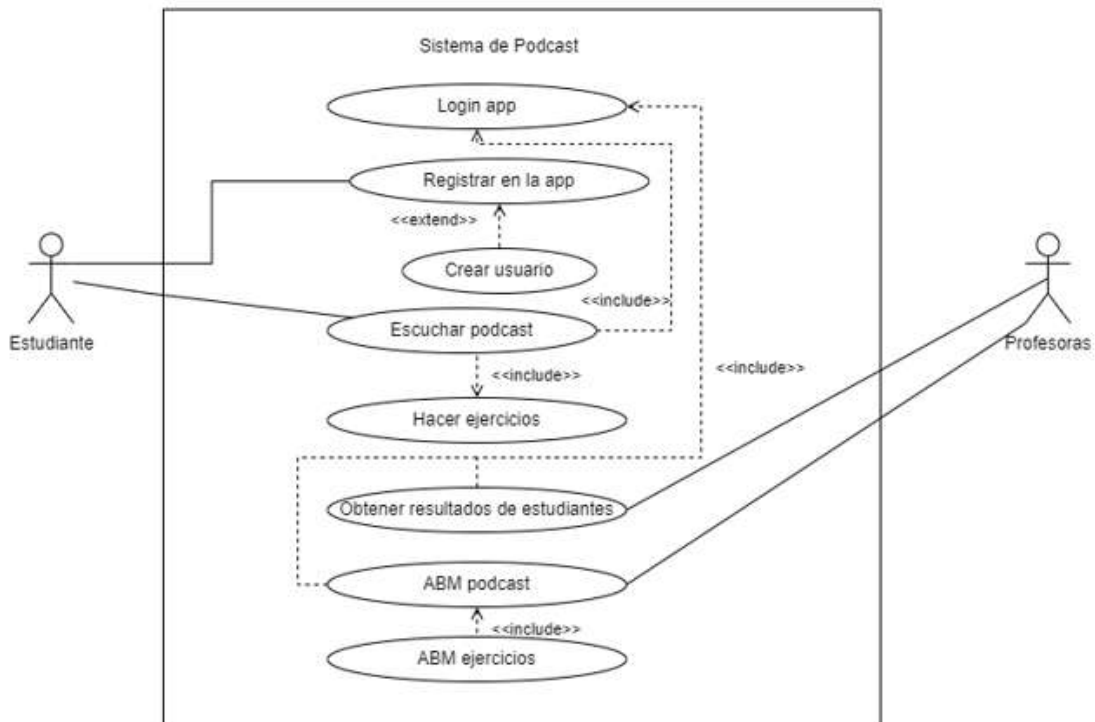 Sistema de Podcast
Login app
Registrar en la app
<<extend>>
Crear usuario
<<include>>
Escuchar podcast
Estudiante
Profesoras
<<include>>
<<include>>
Hacer ejercicios
Obtener resultados de estudiantes
ABM podcast
<<include>>
ABM ejercicios